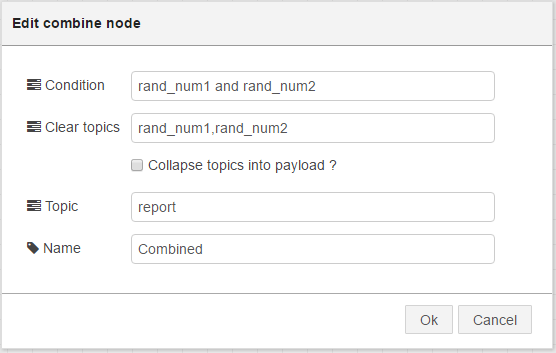 Edit combine node
Condition rand_num1 and rand_num2
Clear topics rand_num1,rand_num2
Collapse topics into payload ?
Topic report
Name Combined
Ok Cancel